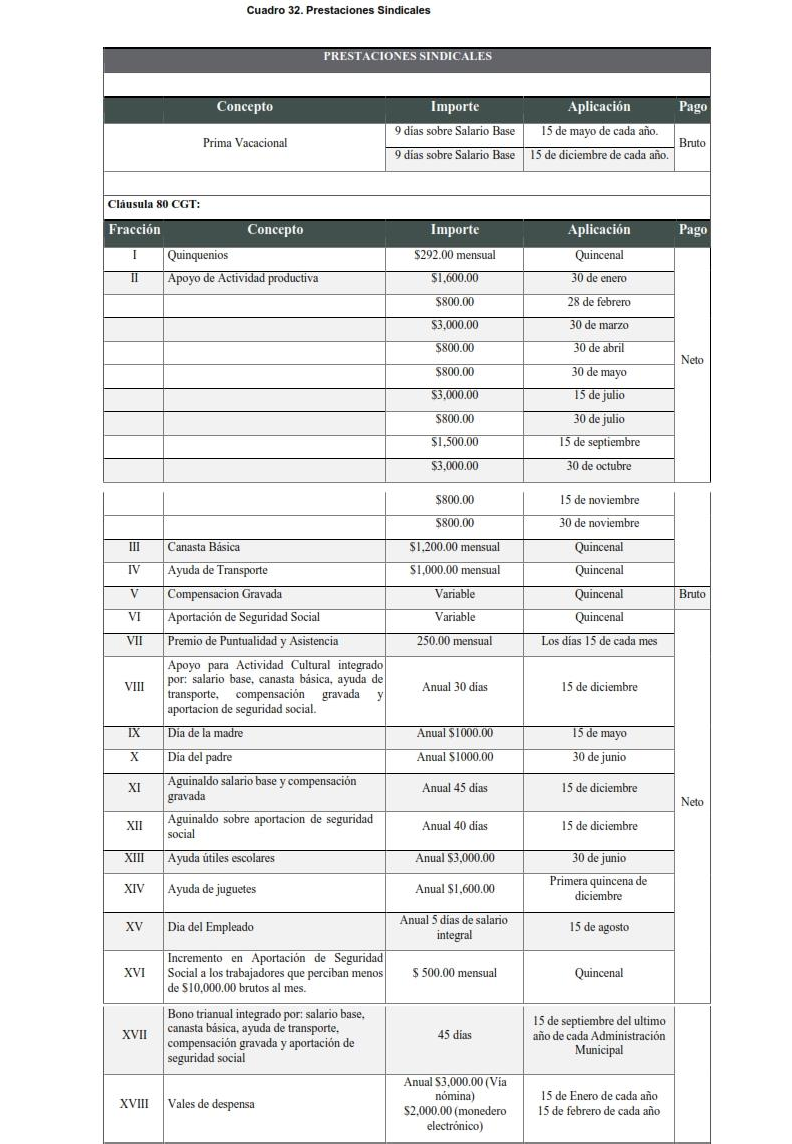 Cuadro 32. Prestaciones Sindicales
PRESTACIONES SINDICALES
Concepto Importe Aplicación Pago
Prima Vacacional 9 días sobre Salario Base 15 de mayo de cada año. Bruto
9 días sobre Salario Base 15 de diciembre de cada año.
Cláusula 80 CGT:
Fracción Concepto Importe Aplicación Pago
I Quinquenios $292.00 mensual Quincenal
II Apoyo de Actividad productiva $1,600.00 30 de enero
$800.00 28 de febrero
$3,000.00 30 de marzo
$800.00 30 de abril
Neto
$800.00 30 de mayo
$3,000.00 15 de julio
$800.00 30 de julio
$1,500.00 15 de septiembre
$3,000.00 30 de octubre
$800.00 15 de noviembre
$800.00 30 de noviembre
III Canasta Básica $1,200.00 mensual Quincenal
IV Ayuda de Transporte $1,000.00 mensual Quincenal
V Compensacion Gravada Variable Quincenal Bruto
VI Aportación de Seguridad Social Variable Quincenal
VII Premio de Puntualidad y Asistencia 250.00 mensual Los días 15 de cada mes
VIII Apoyo para Actividad Cultural integrado
por: salario base, canasta básica, ayuda de
transporte, compensación gravada y
aportacion de seguridad social.
Anual 30 días 15 de diciembre
IX Día de la madre Anual $1000.00 15 de mayo
X Día del padre Anual $1000.00 30 de junio
XI Aguinaldo salario base y compensación
gravada
Anual 45 días 15 de diciembre
Neto
XII Aguinaldo sobre aportacion de seguridad
social
Anual 40 días 15 de diciembre
XIII Ayuda útiles escolares Anual $3,000.00 30 de junio
XIV Ayuda de juguetes Anual $1,600.00 Primera quincena de
diciembre
XV Día del Empleado Anual 5 días de salario
integral
15 de agosto
XVI Incremento en Aportación de Seguridad
Social a los trabajadores que perciban menos
de $10,000.00 brutos al mes.
$ 500.00 mensual Quincenal
XVII Bono trianual integrado por: salario base,
canasta básica, ayuda de transporte,
compensación gravada y aportación de
seguridad social
45 días
15 de septiembre del ultimo
año de cada Administración
Municipal
XVIII Vales de despensa
Anual $3,000.00 (Vía
nómina)
$2,000.00 (monedero
electrónico)
15 de Enero de cada año
15 de febrero de cada año